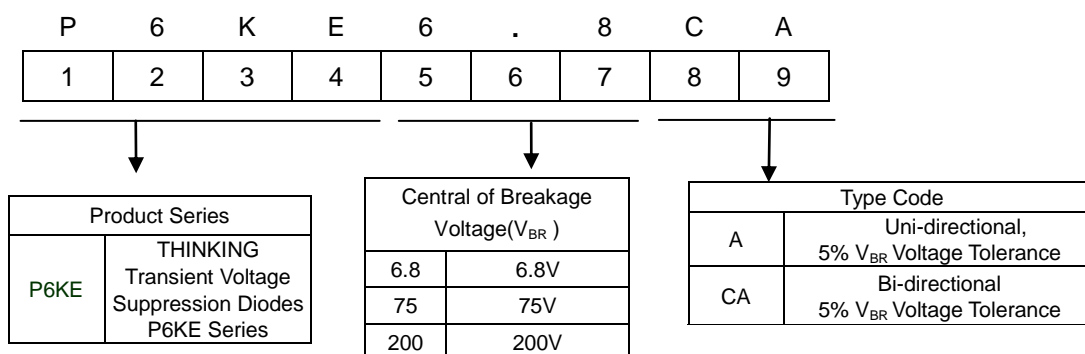 P 6 K E 6 . 8 C A
1 2 3 4 5 6 7 8 9
Product Series
P6KE
THINKING
Transient Voltage
Suppression Diodes
P6KE Series
Central of Breakage
Voltage(VBR )
6.8 6.8V
75 75V
200 200V
Type Code
A
Uni-directional,
5% VBR Voltage Tolerance
CA
Bi-directional
5% VBR Voltage Tolerance